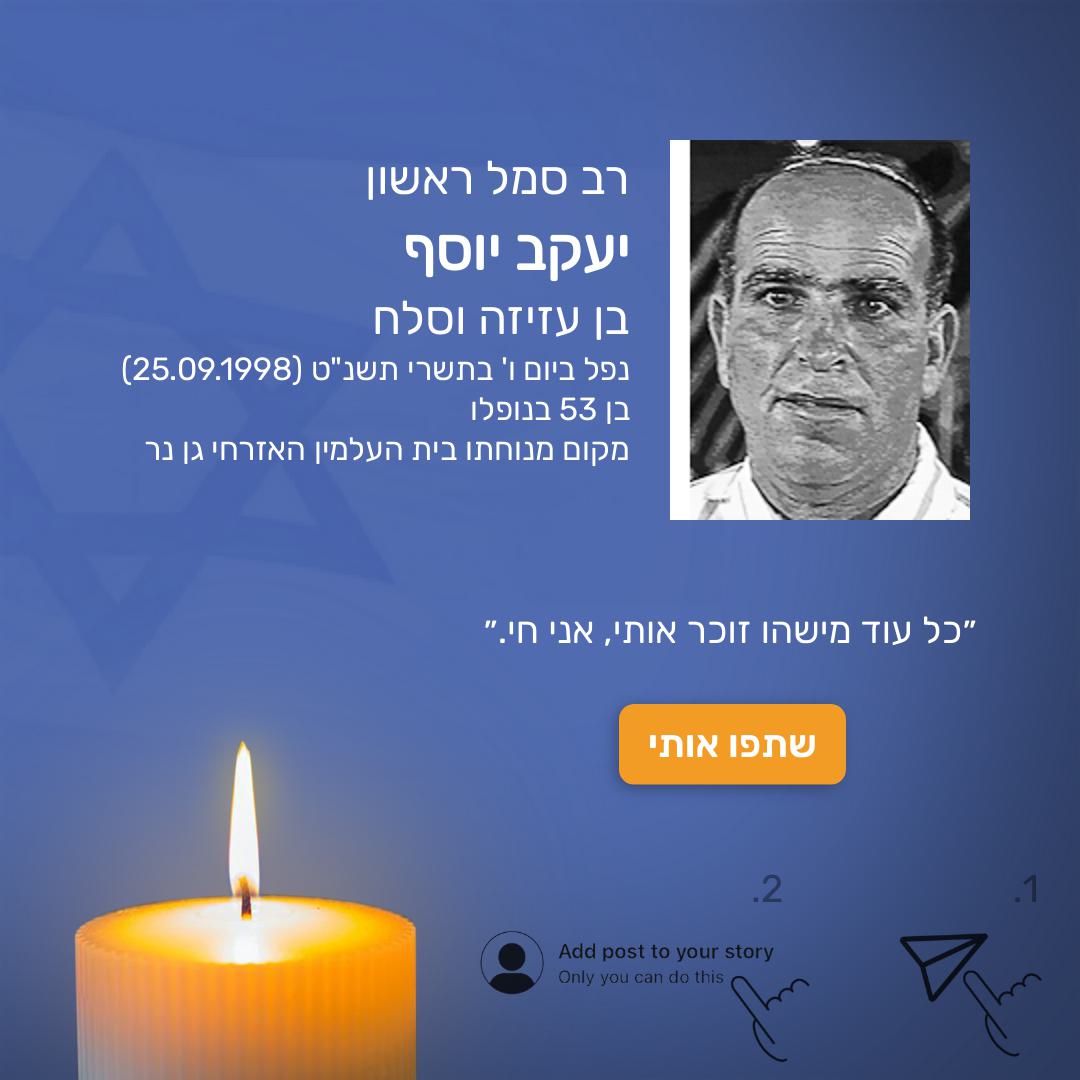 רב סמל ראשון
יעקב יוסף
בן עזיזה וסלח
נפל ביום ו' בתשרי תשנ"ט (25.09.1998)
בן 53 בנופלו
מקום מנוחתו בית העלמין האזרחי גן נר
״כל עוד מישהו זוכר אותי, אני חי.״
שתפו אותי
1.
2.
Add post to your story
Only you can do this